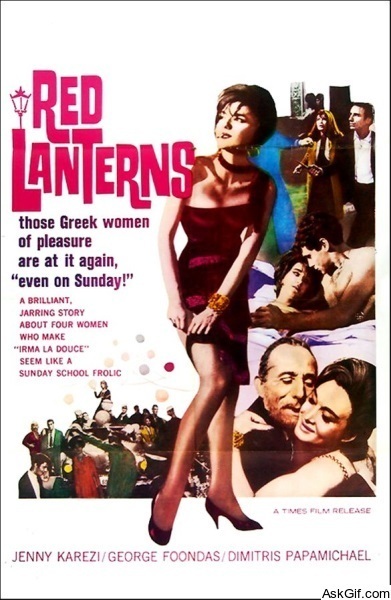 RED
LANTERNS
those Greek women
of pleasure
are at it again,
"even on Sunday!"
A BRILLIANT,
JARRING STORY
ABOUT FOUR WOMEN
WHO MAKE
"IRMA LA DOUCE"
SEEM LIKE A
SUNDAY SCHOOL FROLIC
A TIMES FILM RELEASE
JENNY KAREZI/GEORGE FOONDAS/DIMITRIS PAPAMICHAEL
AskGif.com